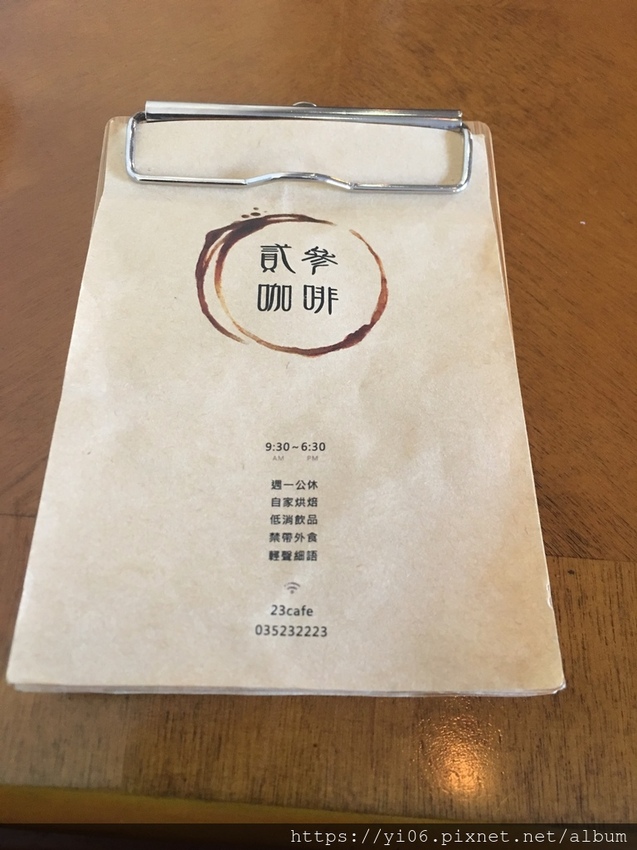 貳參
咖啡
9:30~6:30
AM PM
週一公休
自家烘焙
低消飲品
禁帶外食
輕聲細語
23cafe
035232223
https://yi06.pixnet.net/album